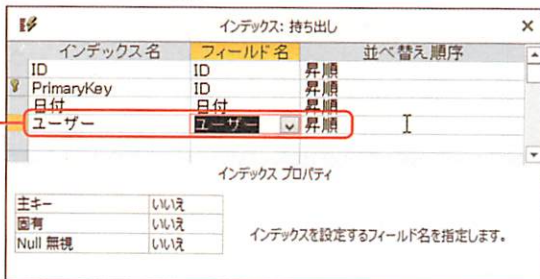 インデックス: 持ち出し ×
インデックス名 フィールド名 並べ替え順序
ID ID 昇順
PrimaryKey ID 昇順
日付 日付 昇順
ユーザー ユーザー 昇順
インデックス プロパティ
主キー いいえ
固有 いいえ
Null 無視 いいえ
インデックスを設定するフィールド名を指定します。